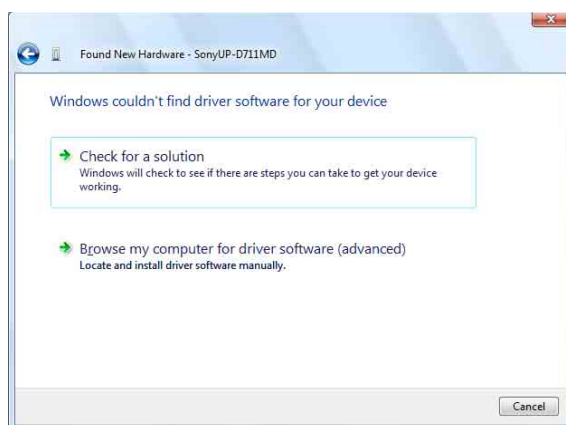 Found New Hardware - SonyUP-D711MD
Windows couldn't find driver software for your device
Check for a solution
Windows will check to see if there are steps you can take to get your device
working.
Browse my computer for driver software (advanced)
Locate and install driver software manually.
Cancel